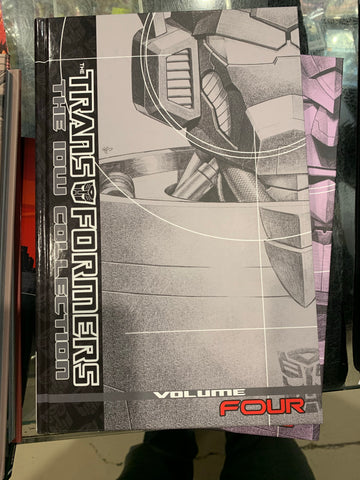 THE
TRANSFORMERS
THE IDW COLLECTION
VOLUME
FOUR